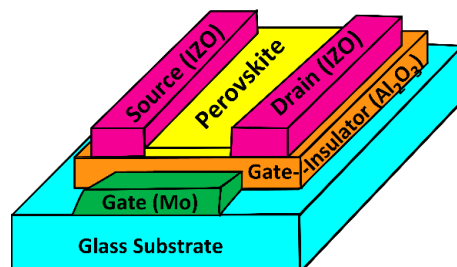 Source (IZO)
Perovskite
Drain (IZO)
Gate--Insulator (Al₂O₃)
Gate (Mo)
Glass Substrate